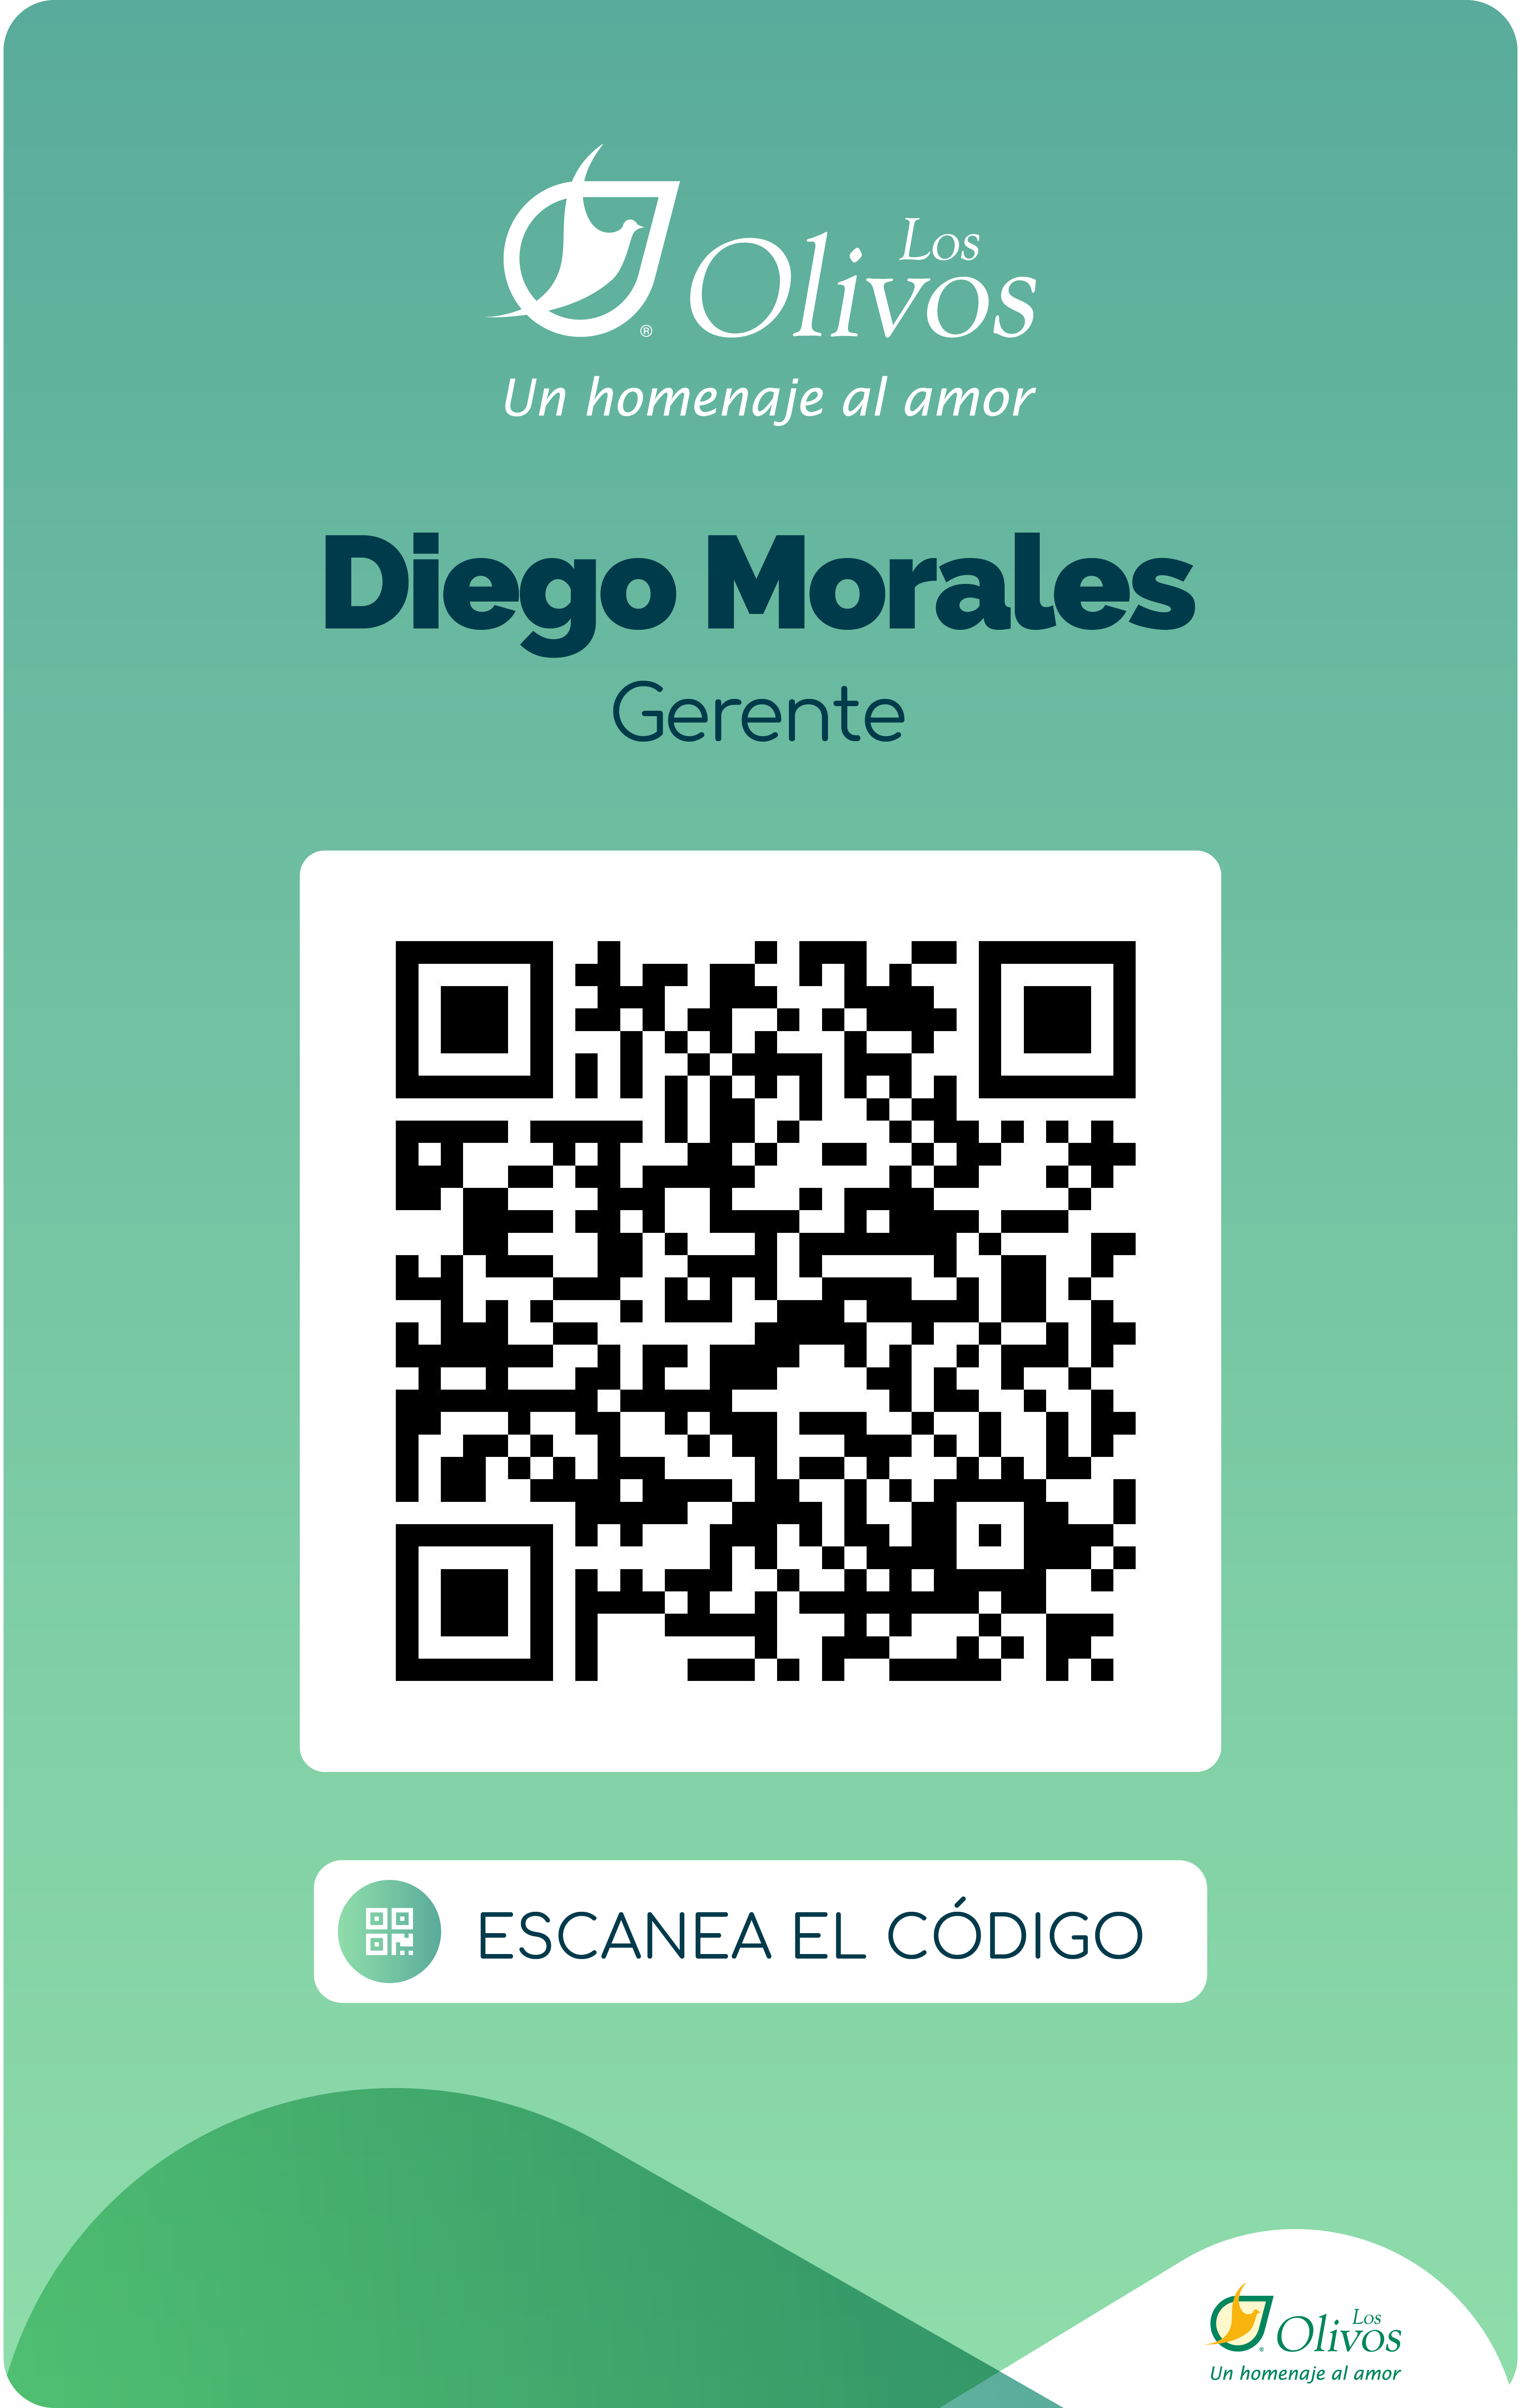 Los
Olivos
®
Un homenaje al amor
Diego Morales
Gerente
ESCANEA EL CÓDIGO
Los
Olivos
®
Un homenaje al amor